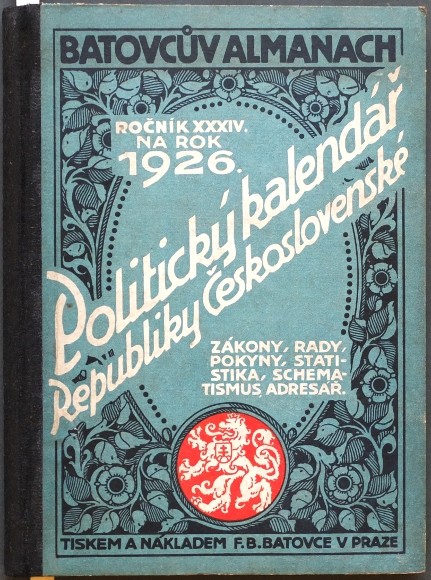 BATOVCŮV ALMANACH
ROČNÍK XXXIV.
NA ROK
1926.
Politický kalendář
Republiky Československé
ZÁKONY, RADY,
POKYNY, STATI-
STIKA, SCHEMA-
TISMUS, ADRESÁŘ.
TISKEM A NÁKLADEM F.B. BATOVCE V PRAZE